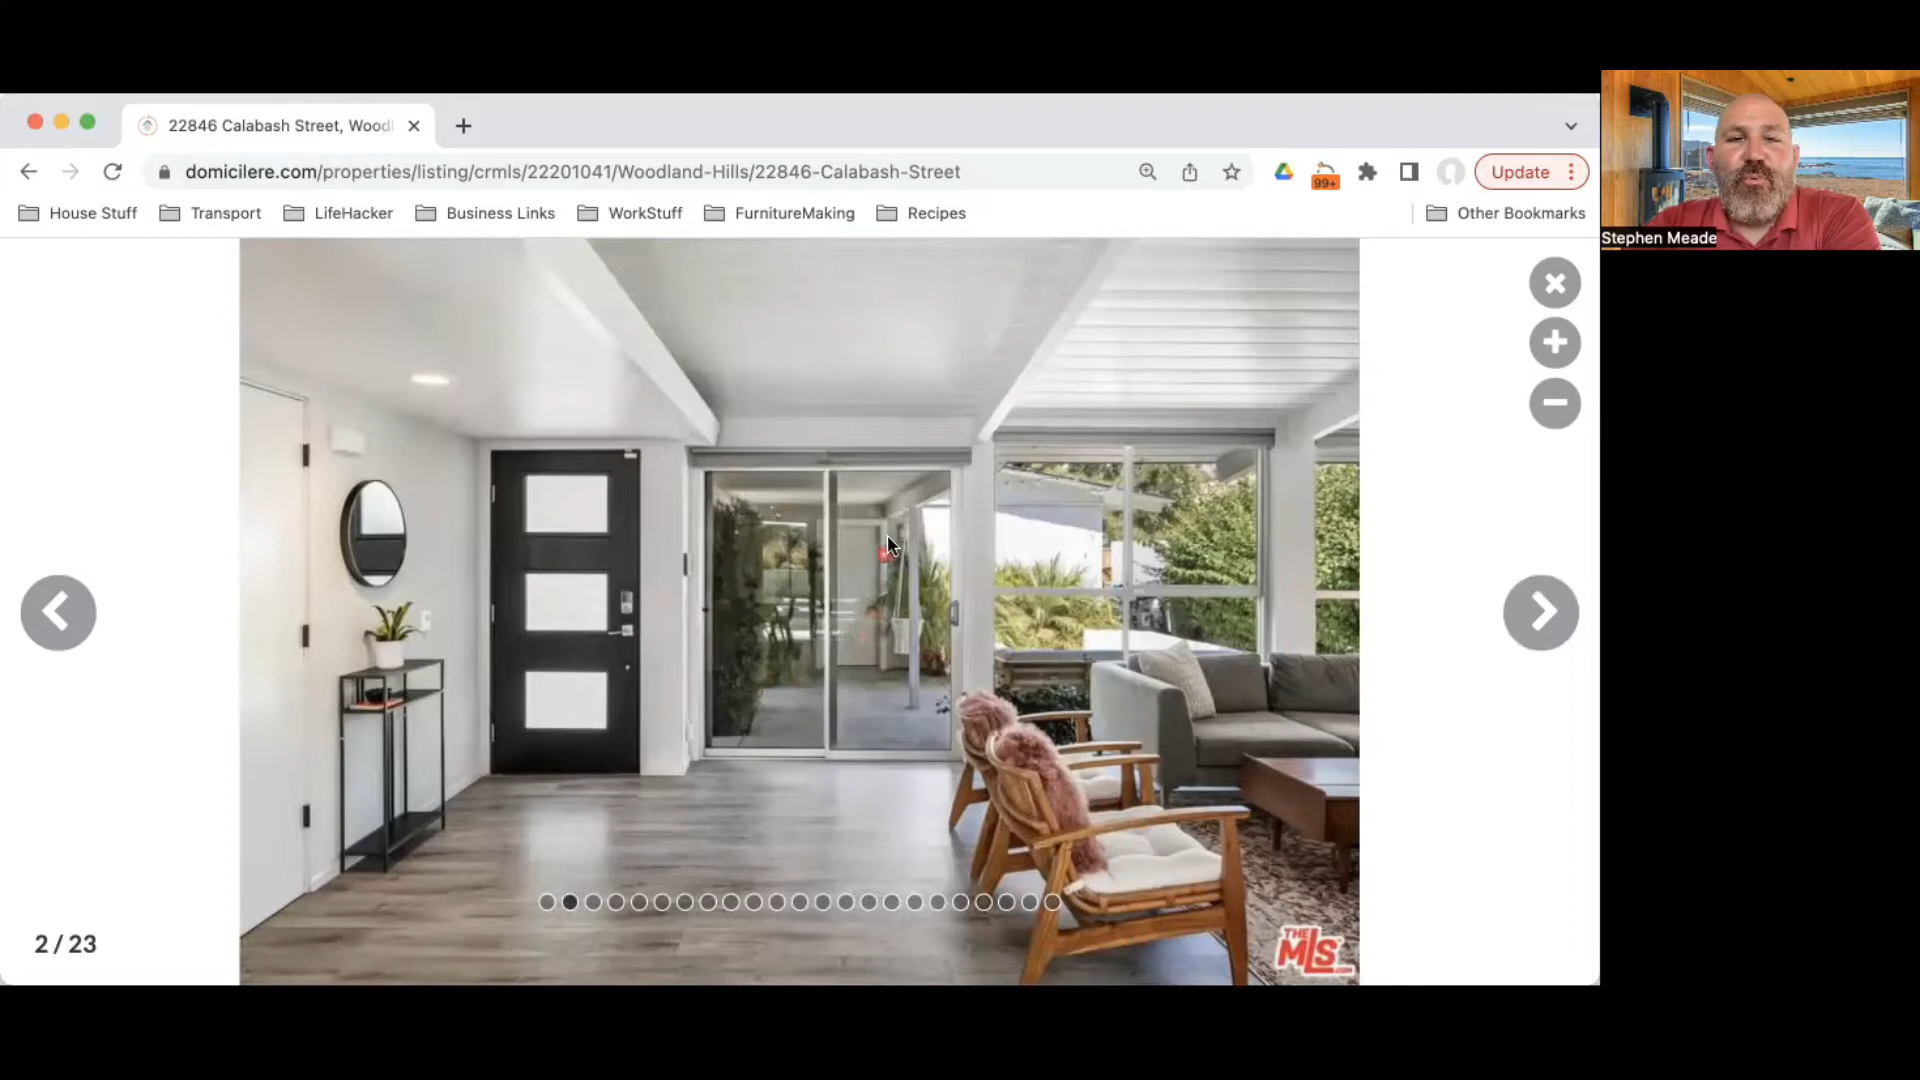 22846 Calabash Street, Woodl
domicilere.com/properties/listing/crmls/22201041/Woodland-Hills/22846-Calabash-Street
99+
Update
House Stuff
Transport
LifeHacker
Business Links
WorkStuff
FurnitureMaking
Recipes
Other Bookmarks
Stephen Meade
2 / 23
THE
MLS
.com